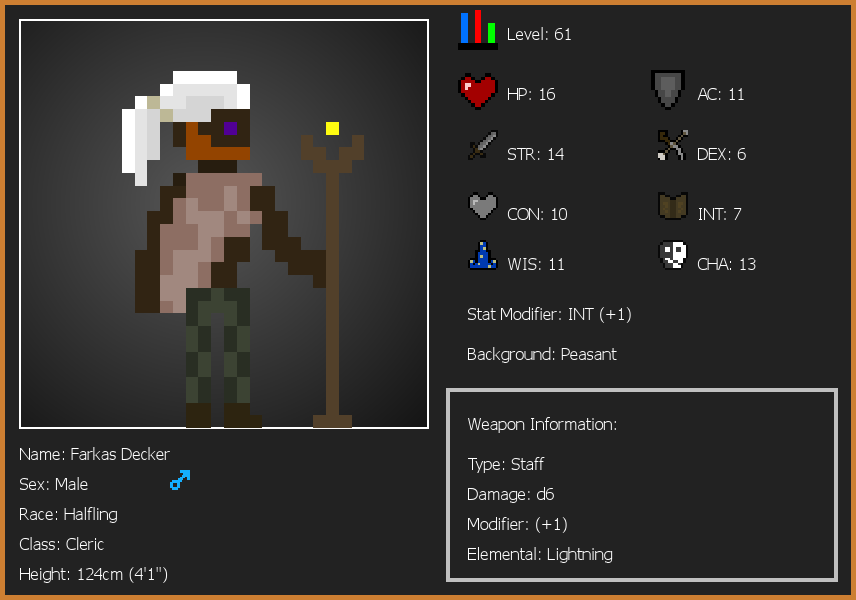 Level: 61
HP: 16
AC: 11
STR: 14
DEX: 6
CON: 10
INT: 7
WIS: 11
CHA: 13
Stat Modifier: INT (+1)
Background: Peasant
Weapon Information:
Type: Staff
Damage: d6
Modifier: (+1)
Elemental: Lightning
Name: Farkas Decker
Sex: Male
Race: Halfling
Class: Cleric
Height: 124cm (4'1")